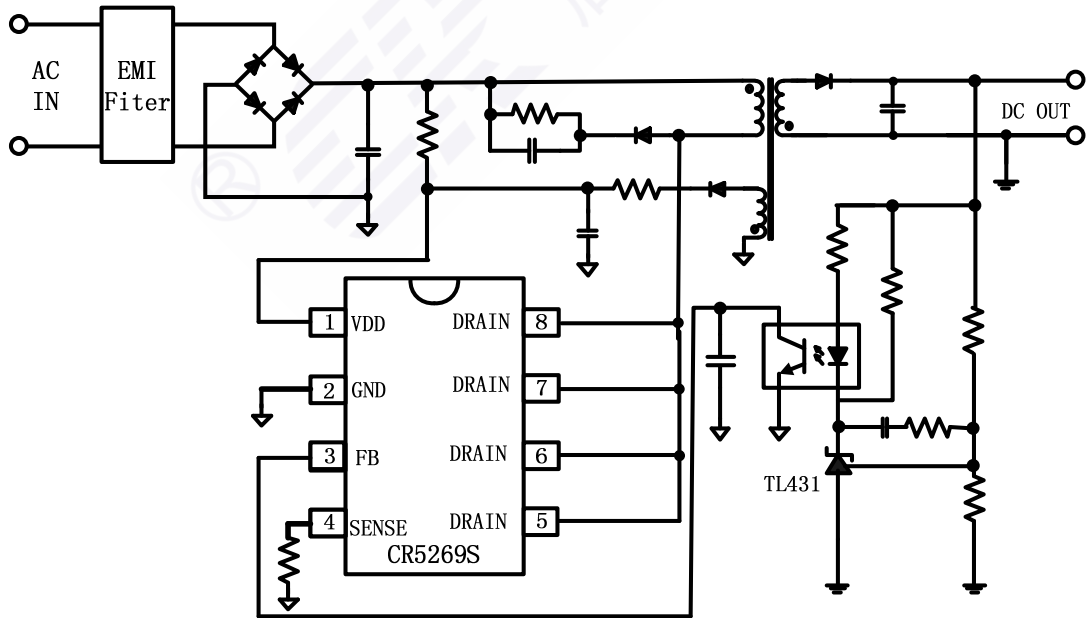 AC
IN
EMI
Fiter
DC OUT
1 VDD
DRAIN 8
2 GND
DRAIN 7
3 FB
DRAIN 6
4 SENSE
DRAIN 5
CR5269S
TL431
®